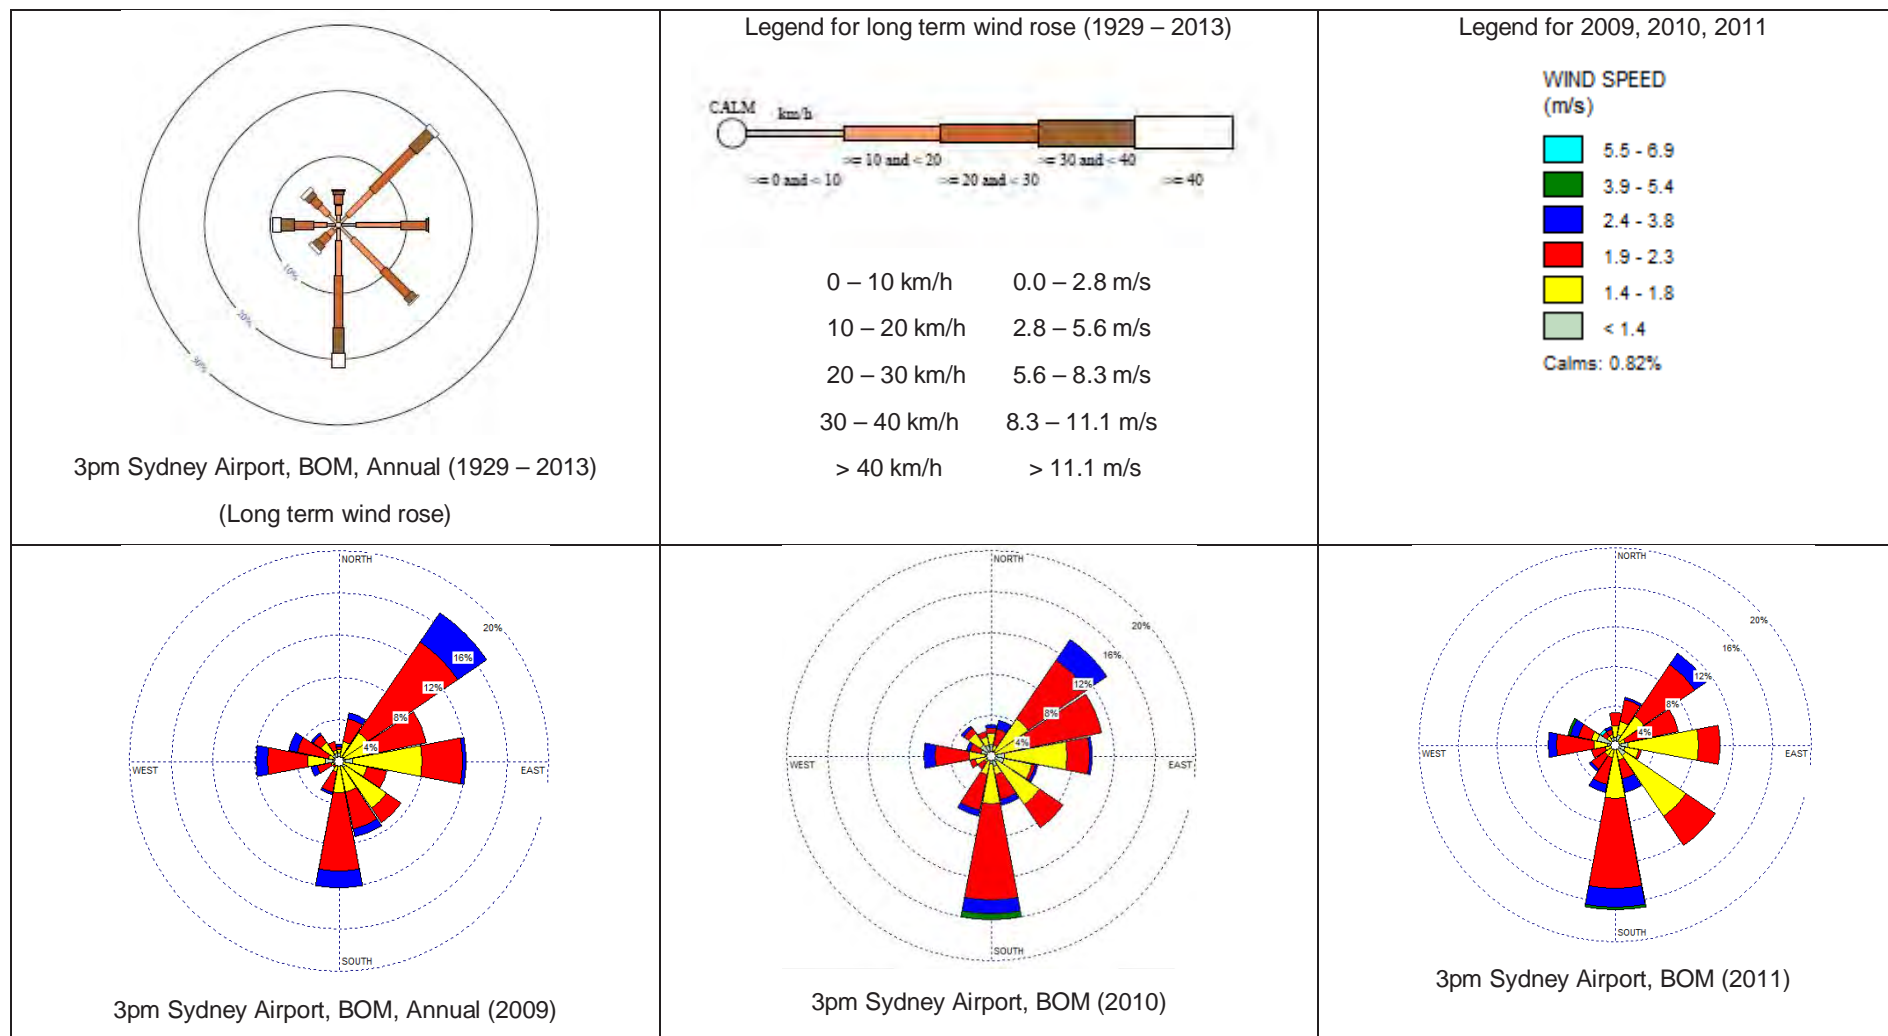 10%
20%
30%
3pm Sydney Airport, BOM, Annual (1929 – 2013)
(Long term wind rose)
Legend for long term wind rose (1929 – 2013)
CALM
km/h
>= 10 and < 20
>= 30 and < 40
>= 0 and < 10
>= 20 and < 30
>= 40
0 – 10 km/h 0.0 – 2.8 m/s
10 – 20 km/h 2.8 – 5.6 m/s
20 – 30 km/h 5.6 – 8.3 m/s
30 – 40 km/h 8.3 – 11.1 m/s
> 40 km/h > 11.1 m/s
Legend for 2009, 2010, 2011
WIND SPEED
(m/s)
5.5 - 6.9
3.9 - 5.4
2.4 - 3.8
1.9 - 2.3
1.4 - 1.8
< 1.4
Calms: 0.82%
NORTH
20%
16%
12%
8%
4%
WEST
EAST
SOUTH
3pm Sydney Airport, BOM, Annual (2009)
NORTH
20%
16%
12%
8%
4%
WEST
EAST
SOUTH
3pm Sydney Airport, BOM (2010)
NORTH
20%
16%
12%
8%
4%
WEST
EAST
SOUTH
3pm Sydney Airport, BOM (2011)